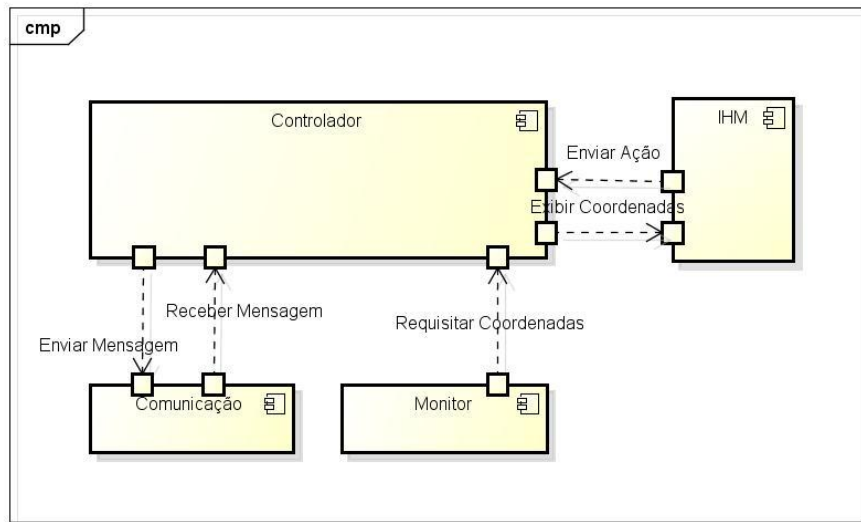 cmp
Controlador
IHM
Enviar Ação
Exibir Coordenadas
Receber Mensagem
Requisitar Coordenadas
Enviar Mensagem
Comunicação
Monitor